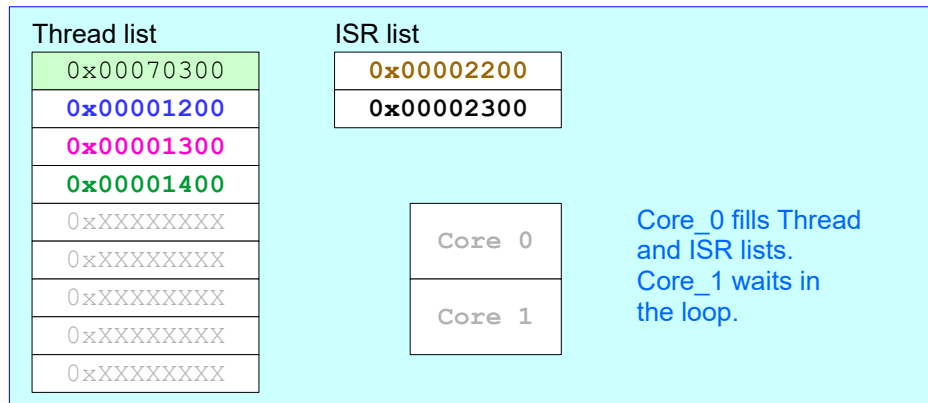 Thread list
0x00070300
0x00001200
0x00001300
0x00001400
0xXXXXXXXX
0xXXXXXXXX
0xXXXXXXXX
0xXXXXXXXX
0xXXXXXXXX
ISR list
0x00002200
0x00002300
Core 0
Core 1
Core_0 fills Thread
and ISR lists.
Core_1 waits in
the loop.